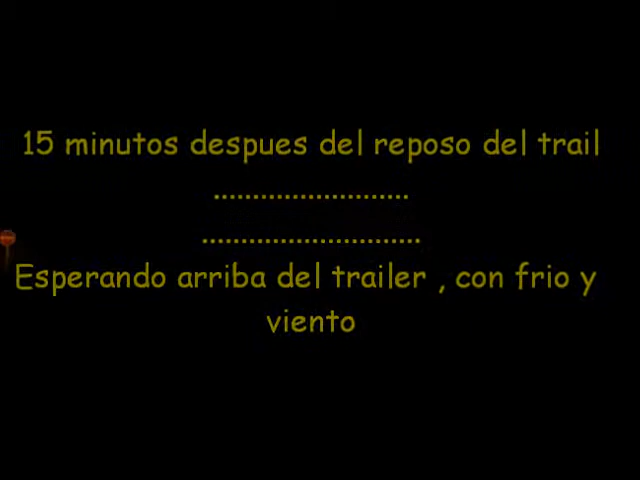 15 minutos despues del reposo del trail
.........................
............................
Esperando arriba del trailer , con frio y
viento